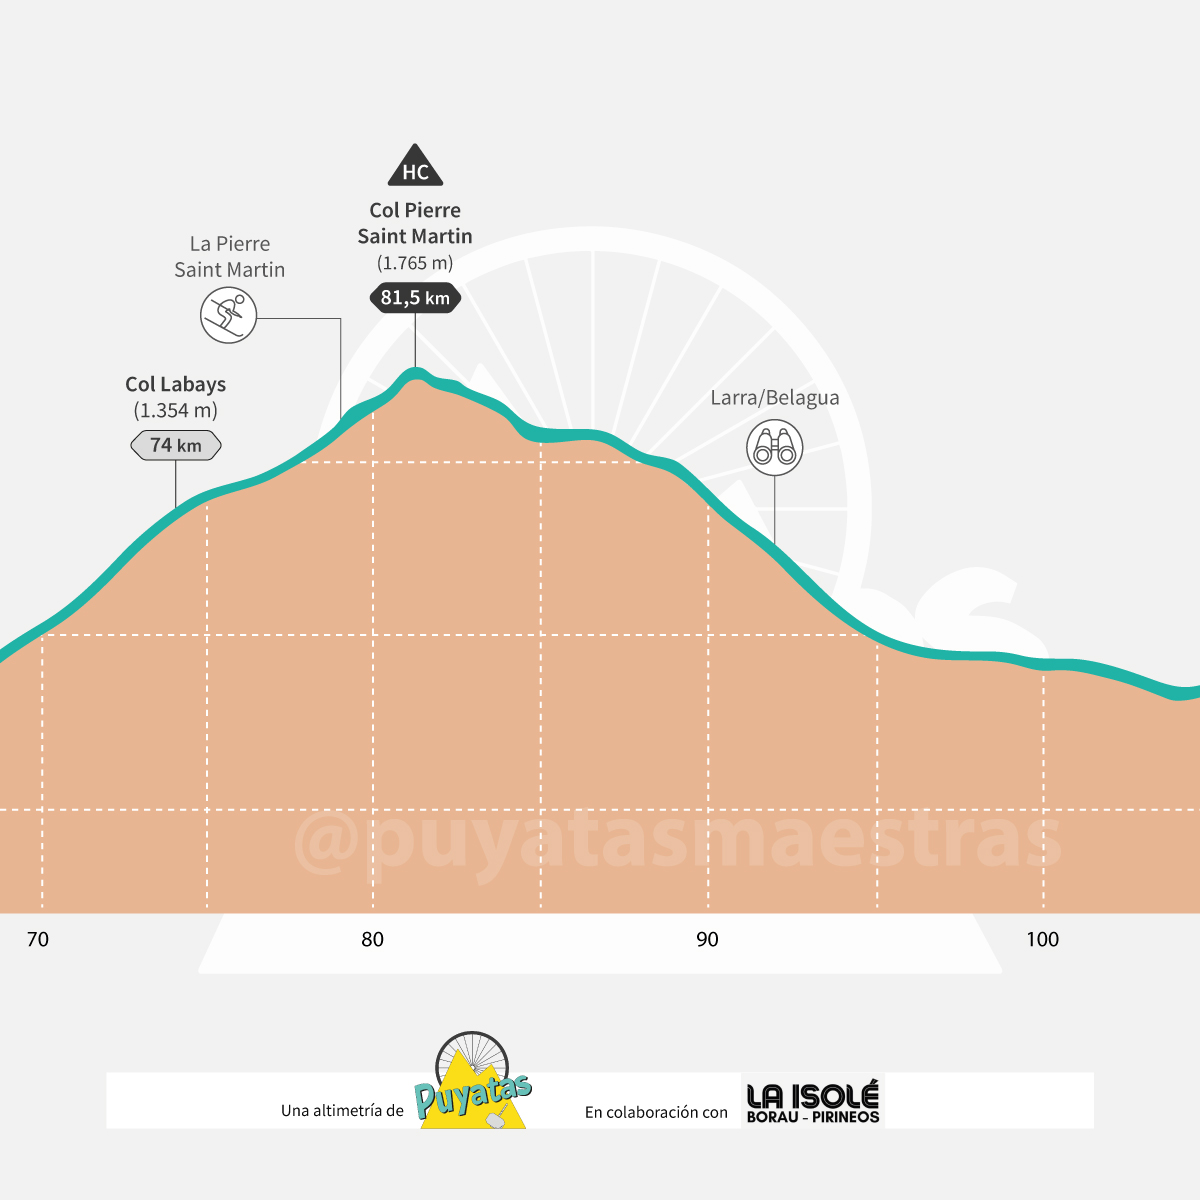 HC
Col Pierre
Saint Martin
(1.765 m)
81,5 km
La Pierre
Saint Martin
Col Labays
(1.354 m)
74 km
Larra/Belagua
@puyatasmaestras
70
80
90
100
Una altimetría de
Puyatas
En colaboración con
LA ISOLÉ
BORAU - PIRINEOS